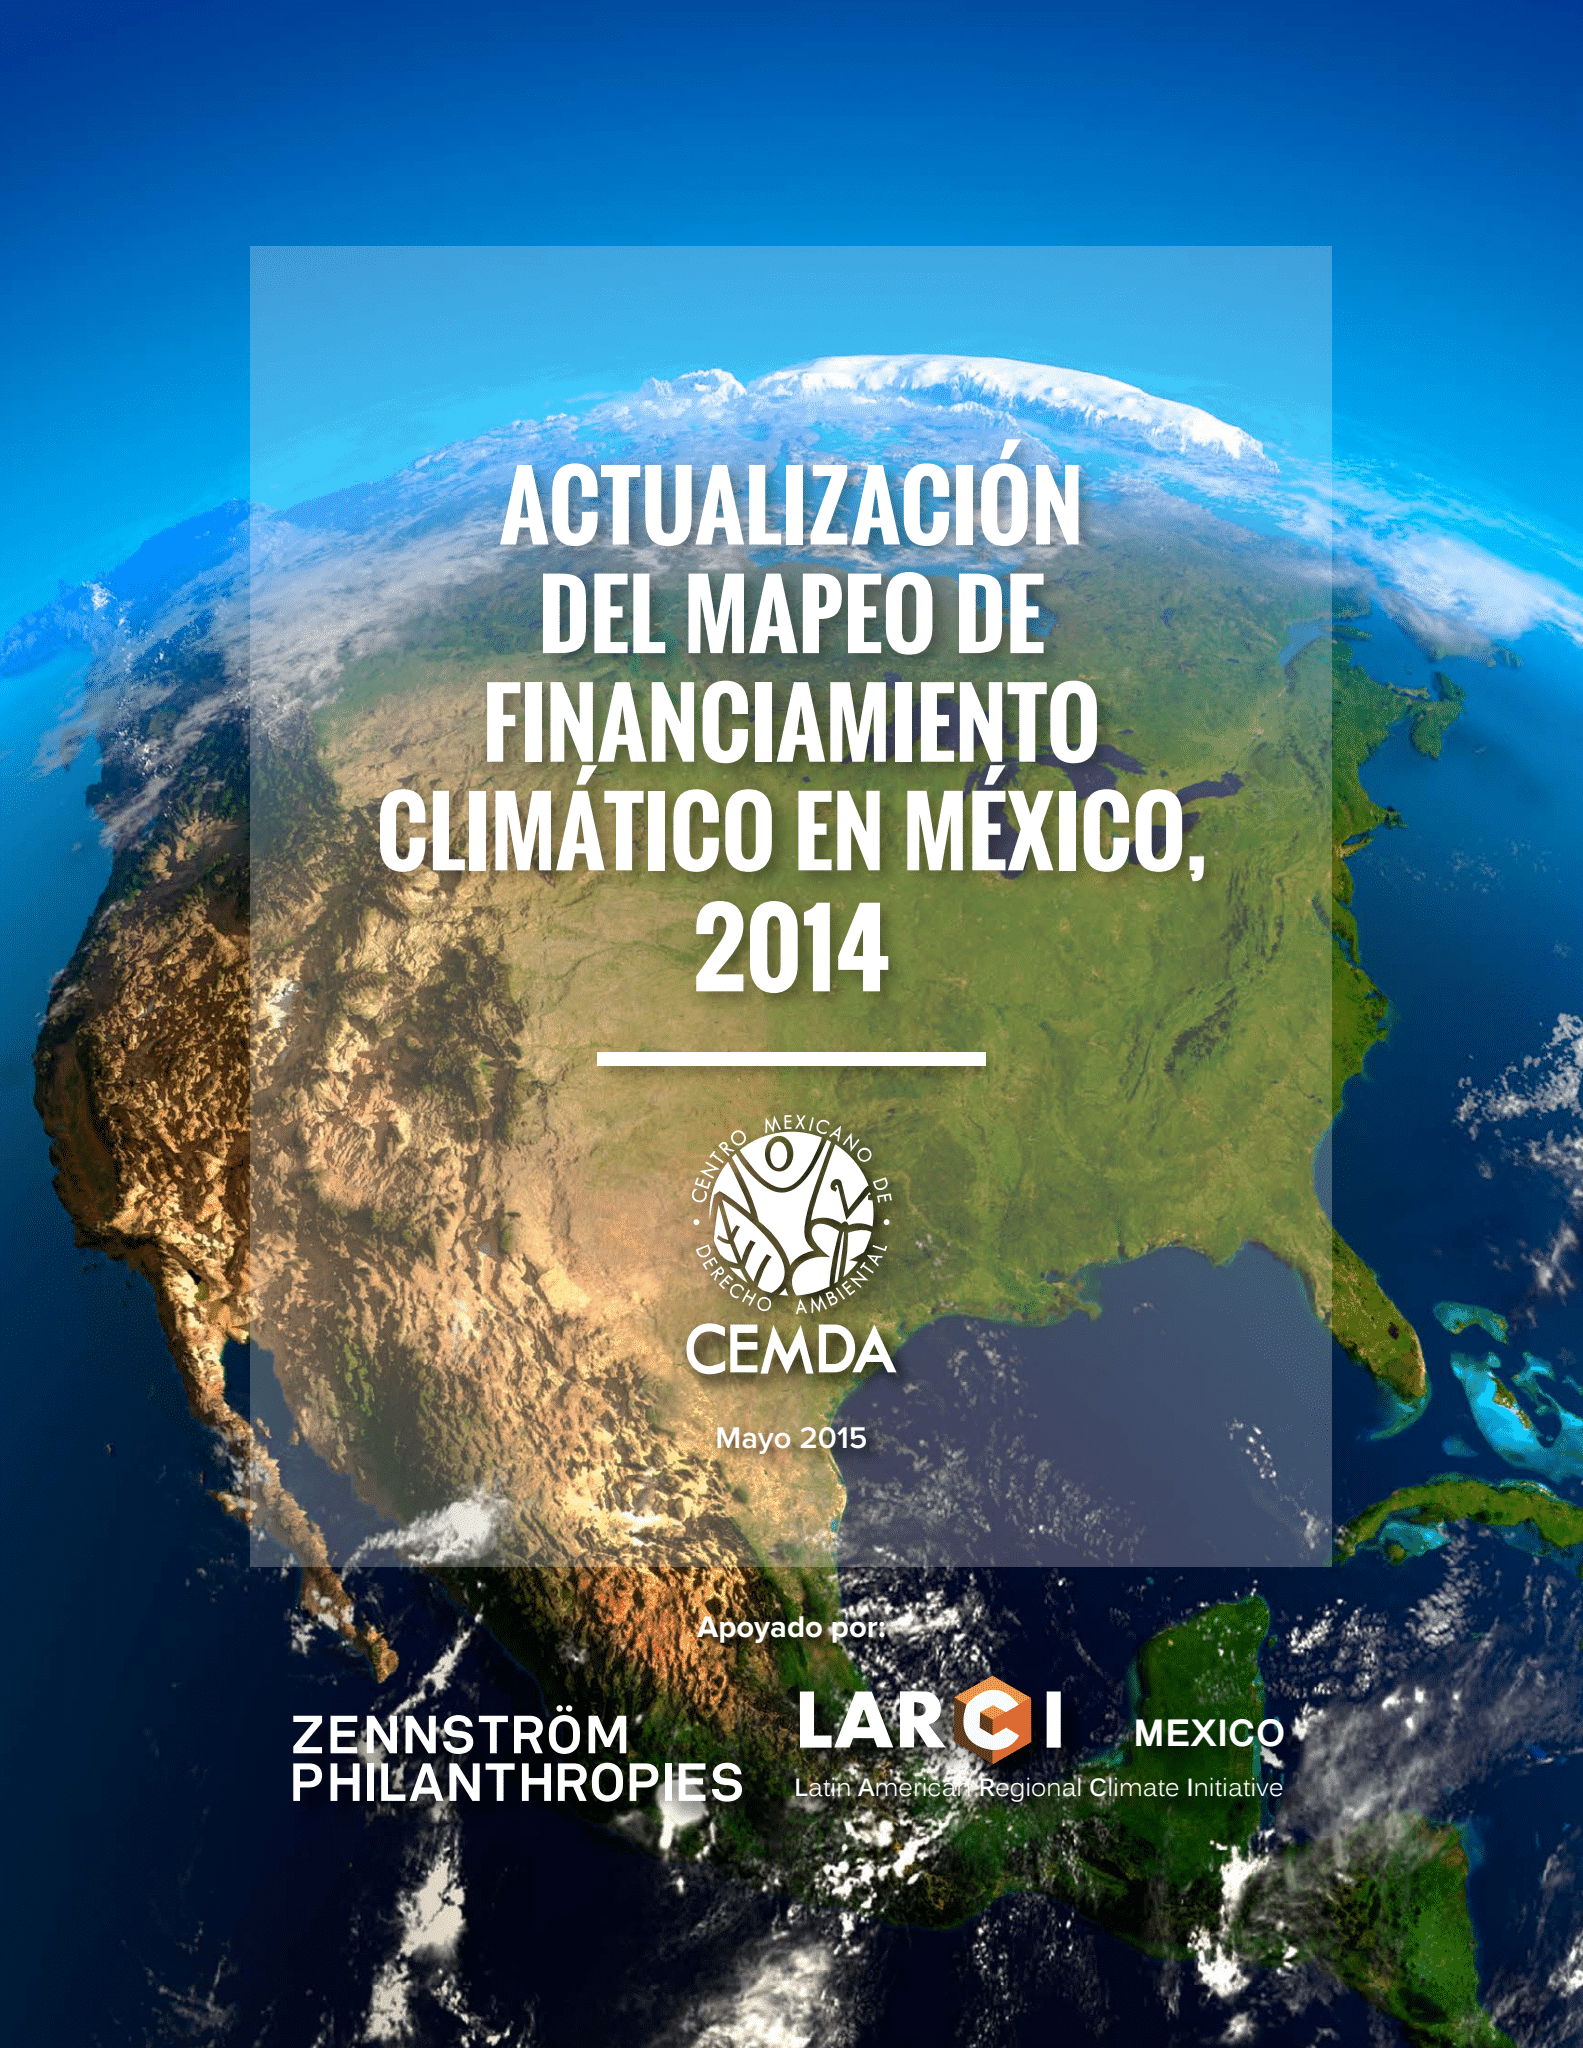 ACTUALIZACIÓN
DEL MAPEO DE
FINANCIAMIENTO
CLIMÁTICO EN MÉXICO,
2014
CENTRO MEXICANO DE
DERECHO AMBIENTAL
CEMDA
Mayo 2015
Apoyado por:
ZENNSTRÖM
PHILANTHROPIES
LARCI MEXICO
Latin American Regional Climate Initiative